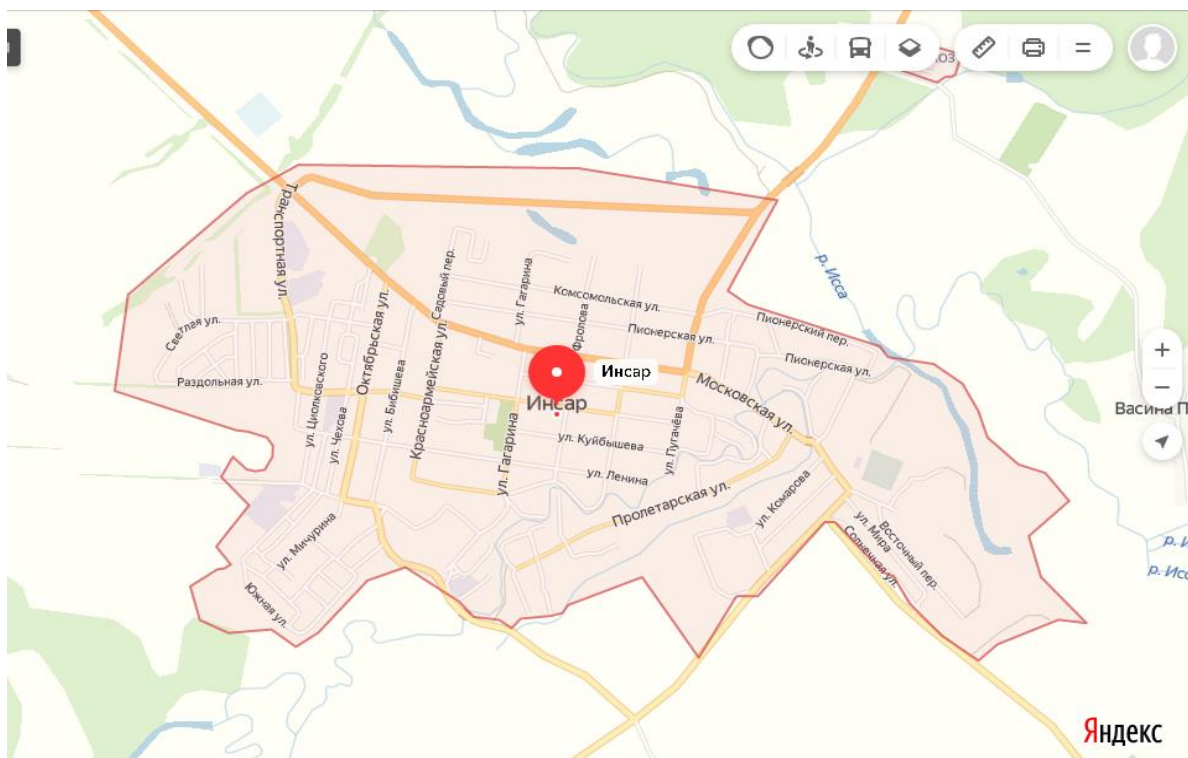 КОЗ
Транспортная ул.
р. Исса
Садовый пер.
ул. Гагарина
Комсомольская ул.
Фролова
Пионерская ул.
Пионерский пер.
Пионерская ул.
Светлая ул.
Октябрьская ул.
Красноармейская ул.
Раздольная ул.
ул. Циолковского
ул. Чехова
ул. Бибишева
Инсар
Инсар
Московская ул.
Васина П
ул. Гагарина
ул. Куйбышева
ул. Пугачёва
ул. Ленина
Пролетарская ул.
ул. Комарова
ул. Мира
Восточный пер.
Солнечная ул.
ул. Мичурина
Южная ул.
р. И
р. Исс
Яндекс